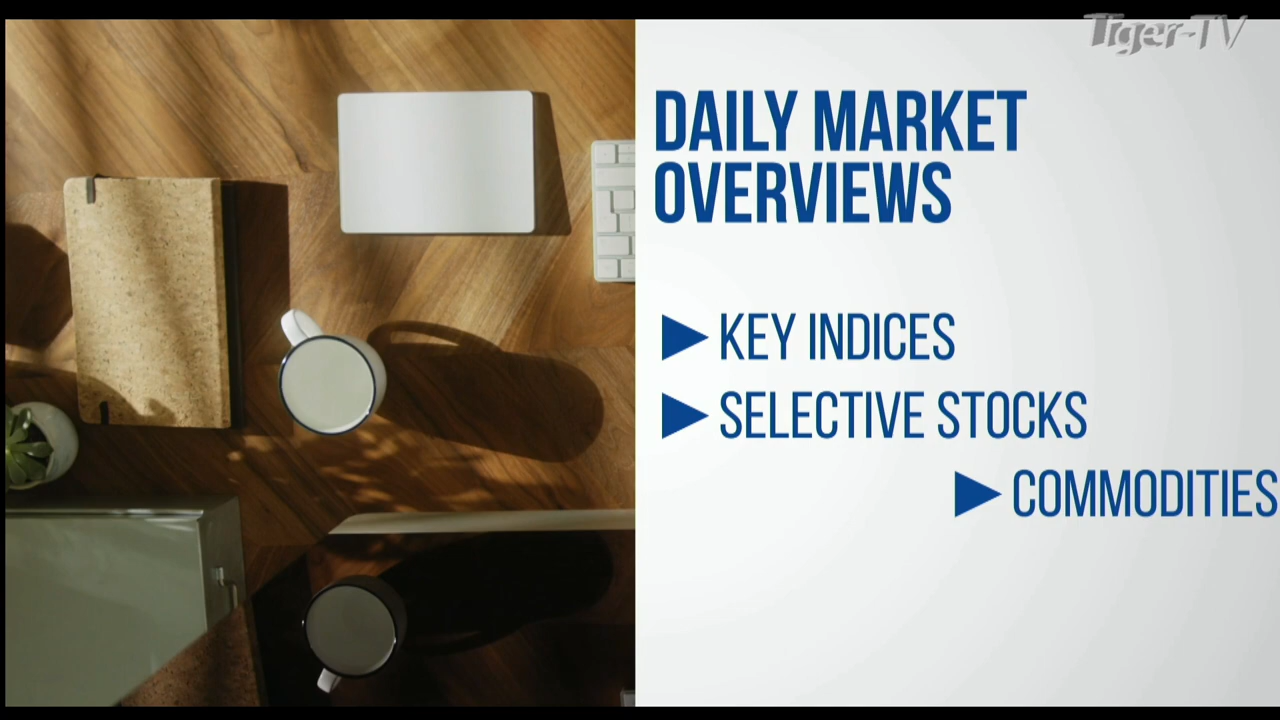 Tiger-TV
DAILY MARKET
OVERVIEWS
▶ KEY INDICES
▶ SELECTIVE STOCKS
▶ COMMODITIES